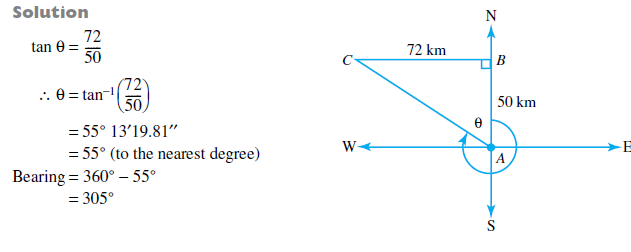 Solution
tan θ = 72/50
∴ θ = tan⁻¹(72/50)
= 55° 13′19.81″
= 55° (to the nearest degree)
Bearing = 360° – 55°
= 305°
N
C
72 km
B
50 km
θ
W
A
E
S